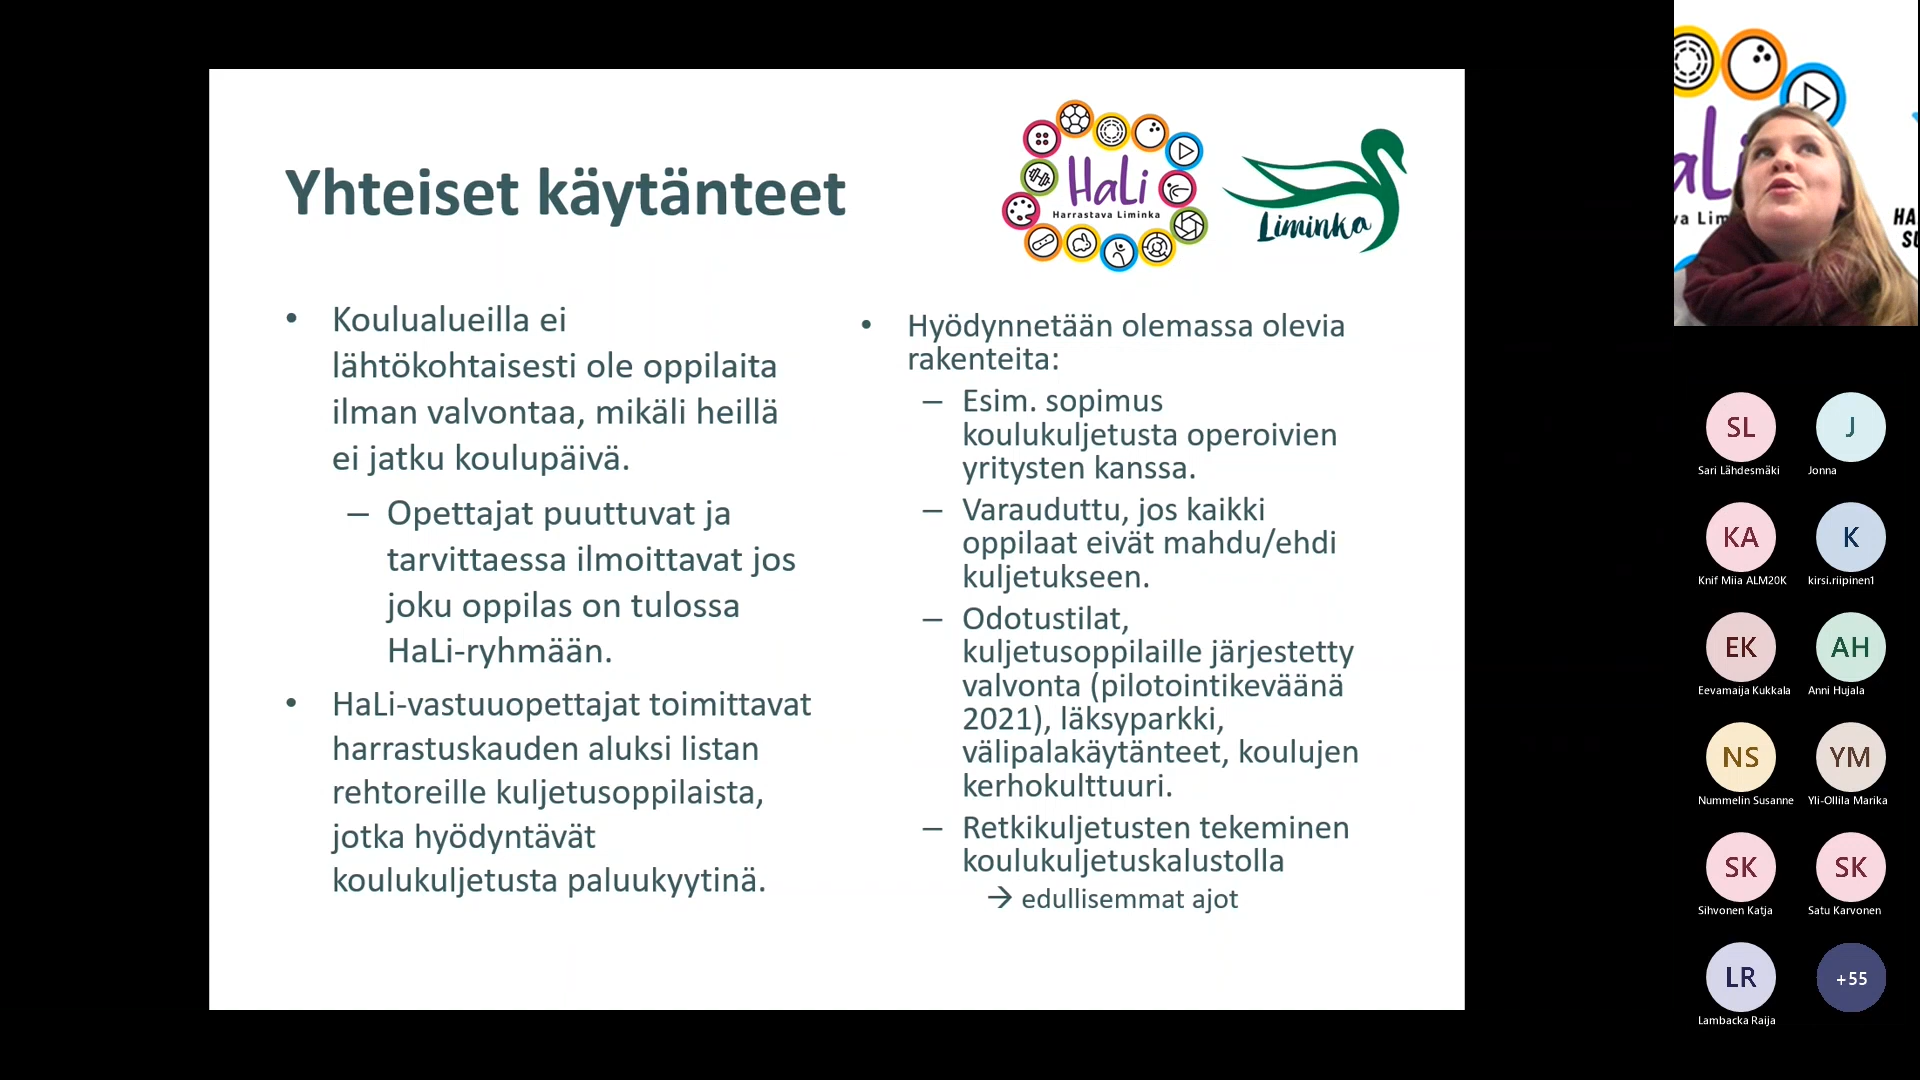 Yhteiset käytänteet
HaLi
Harrastava Liminka
Liminka
• Koulualueilla ei
lähtökohtaisesti ole oppilaita
ilman valvontaa, mikäli heillä
ei jatku koulupäivä.
– Opettajat puuttuvat ja
tarvittaessa ilmoittavat jos
joku oppilas on tulossa
HaLi-ryhmään.
• HaLi-vastuuopettajat toimittavat
harrastuskauden aluksi listan
rehtoreille kuljetusoppilaista,
jotka hyödyntävät
koulukuljetusta paluukyytinä.
• Hyödynnetään olemassa olevia
rakenteita:
– Esim. sopimus
koulukuljetusta operoivien
yritysten kanssa.
– Varauduttu, jos kaikki
oppilaat eivät mahdu/ehdi
kuljetukseen.
– Odotustilat,
kuljetusoppilaille järjestetty
valvonta (pilotointikeväänä
2021), läksyparkki,
välipalakäytänteet, koulujen
kerhokulttuuri.
– Retkikuljetusten tekeminen
koulukuljetuskalustolla
→ edullisemmat ajot
aLi
va Lim
HA
SU
SL
Sari Lähdesmäki
J
Jonna
KA
Knif Miia ALM20K
K
kirsi.riipinen1
EK
Eevamaija Kukkala
AH
Anni Hujala
NS
Nummelin Susanne
YM
Yli-Ollila Marika
SK
Sihvonen Katja
SK
Satu Karvonen
LR
Lambacka Raija
+55